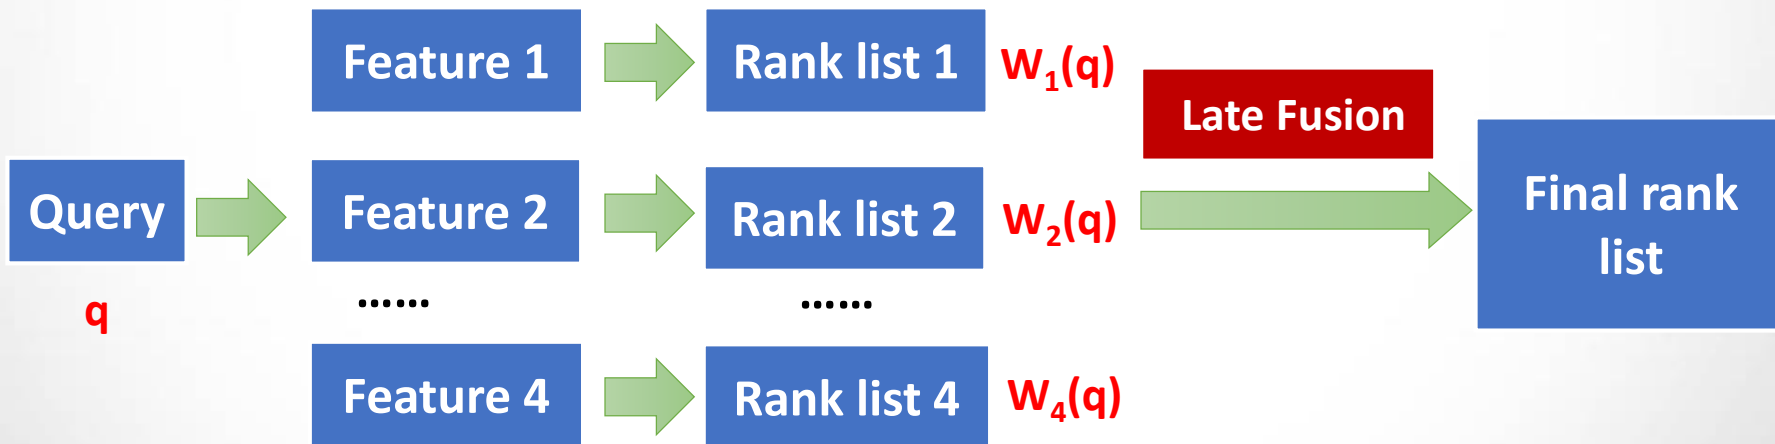 Feature 1
Rank list 1
W₁(q)
Late Fusion
Query
Feature 2
Rank list 2
W₂(q)
Final rank
list
q
......
......
Feature 4
Rank list 4
W₄(q)